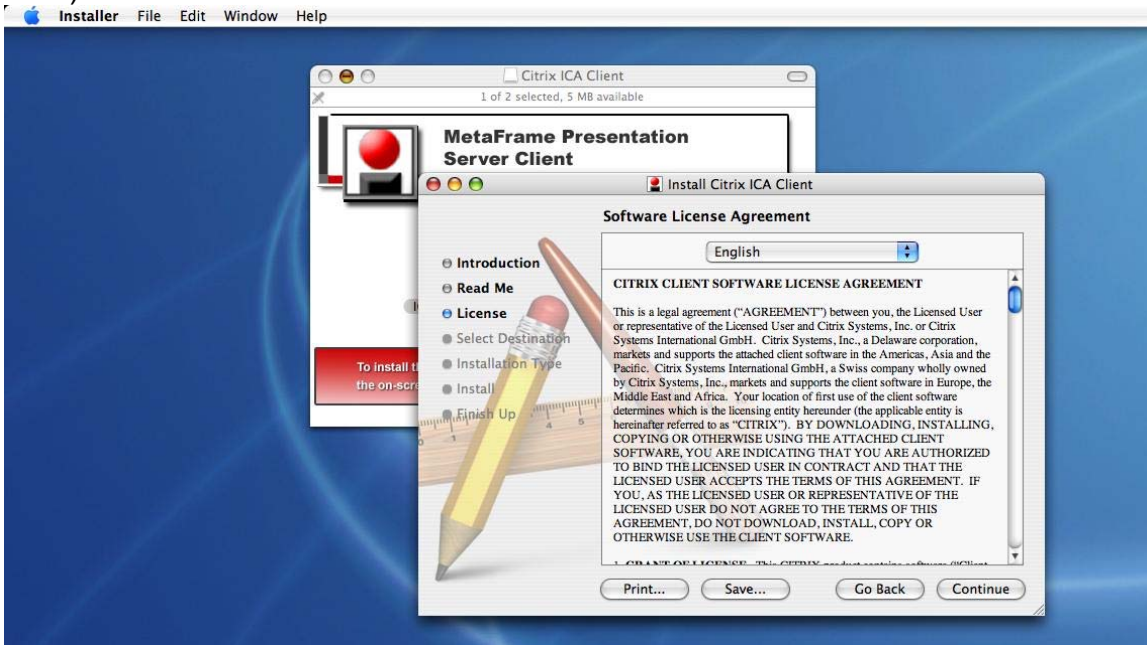 Installer File Edit Window Help
Citrix ICA Client
1 of 2 selected, 5 MB available
MetaFrame Presentation
Server Client
To install
the on-scre
Install Citrix ICA Client
Software License Agreement
Introduction
Read Me
License
Select Destination
Installation Type
Install
Finish Up
English
CITRIX CLIENT SOFTWARE LICENSE AGREEMENT
This is a legal agreement (“AGREEMENT”) between you, the Licensed User
or representative of the Licensed User and Citrix Systems, Inc. or Citrix
Systems International GmbH. Citrix Systems, Inc., a Delaware corporation,
markets and supports the attached client software in the Americas, Asia and the
Pacific. Citrix Systems International GmbH, a Swiss company wholly owned
by Citrix Systems, Inc., markets and supports the client software in Europe, the
Middle East and Africa. Your location of first use of the client software
determines which is the licensing entity hereunder (the applicable entity is
hereinafter referred to as “CITRIX”). BY DOWNLOADING, INSTALLING,
COPYING OR OTHERWISE USING THE ATTACHED CLIENT
SOFTWARE, YOU ARE INDICATING THAT YOU ARE AUTHORIZED
TO BIND THE LICENSED USER IN CONTRACT AND THAT THE
LICENSED USER ACCEPTS THE TERMS OF THIS AGREEMENT. IF
YOU, AS THE LICENSED USER OR REPRESENTATIVE OF THE
LICENSED USER DO NOT AGREE TO THE TERMS OF THIS
AGREEMENT, DO NOT DOWNLOAD, INSTALL, COPY OR
OTHERWISE USE THE CLIENT SOFTWARE.
Print... Save... Go Back Continue